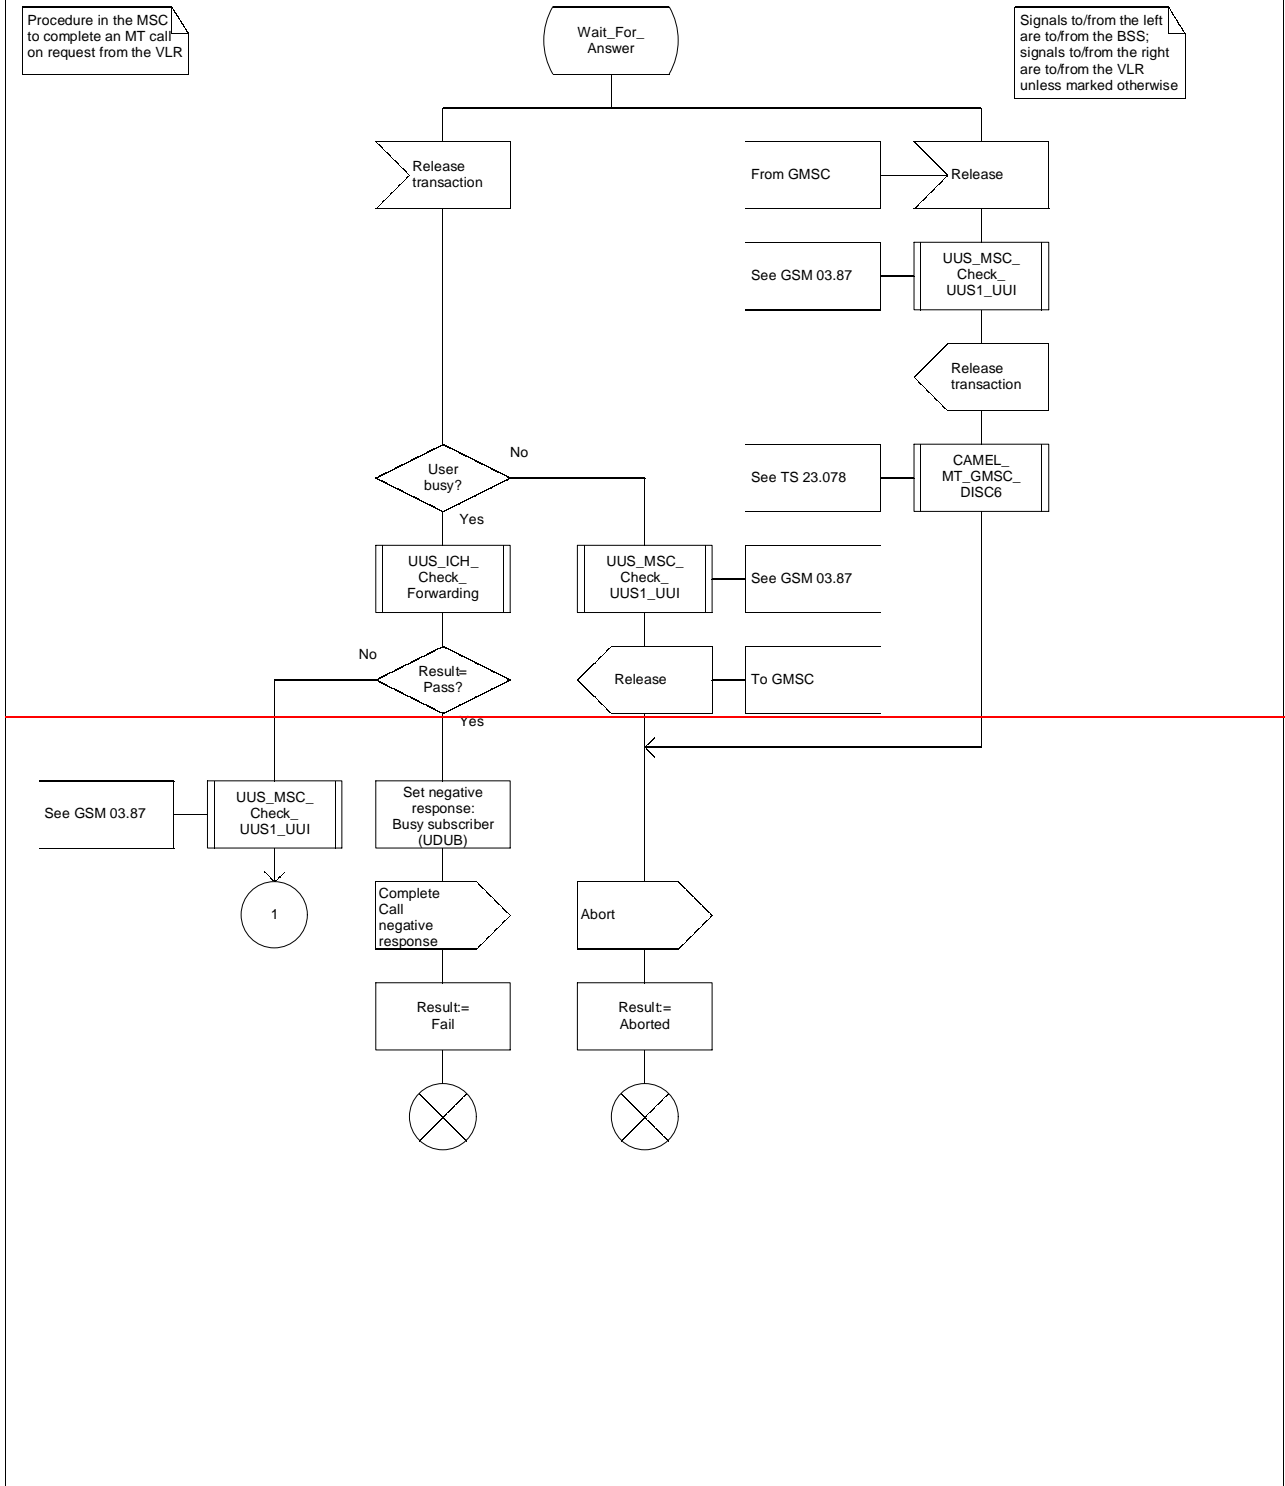 Procedure in the MSC
to complete an MT call
on request from the VLR
Wait_For_
Answer
Signals to/from the left
are to/from the BSS;
signals to/from the right
are to/from the VLR
unless marked otherwise
Release
transaction
From GMSC
Release
See GSM 03.87
UUS_MSC_
Check_
UUS1_UUI
Release
transaction
User
busy?
No
Yes
See TS 23.078
CAMEL_
MT_GMSC_
DISC6
UUS_ICH_
Check_
Forwarding
UUS_MSC_
Check_
UUS1_UUI
See GSM 03.87
No
Result=
Pass?
Yes
Release
To GMSC
See GSM 03.87
UUS_MSC_
Check_
UUS1_UUI
Set negative
response:
Busy subscriber
(UDUB)
1
Complete
Call
negative
response
Abort
Result:=
Fail
Result:=
Aborted